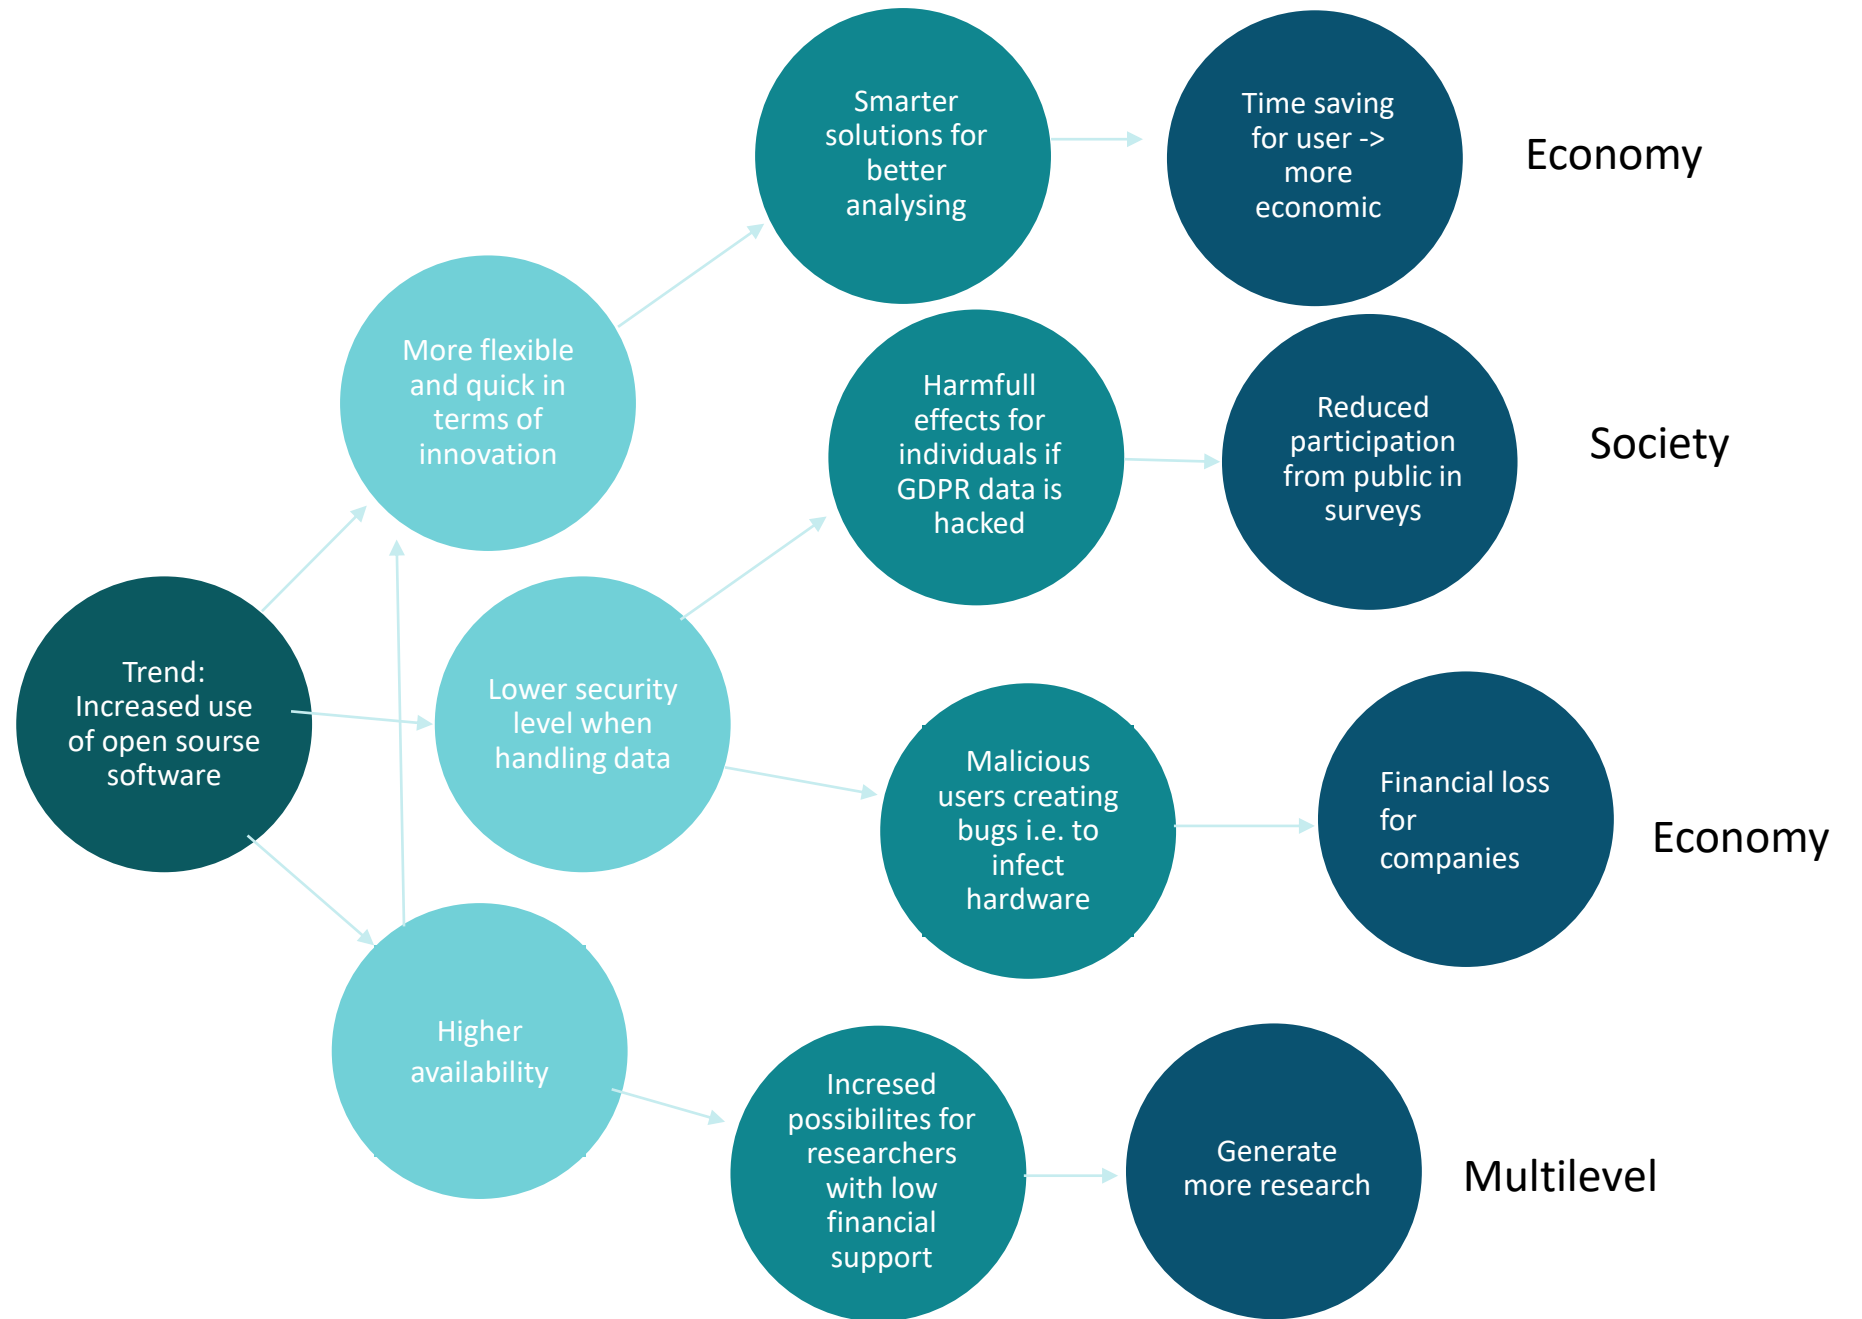 Smarter
solutions for
better
analysing
Time saving
for user ->
more
economic
Economy
More flexible
and quick in
terms of
innovation
Harmfull
effects for
individuals if
GDPR data is
hacked
Reduced
participation
from public in
surveys
Society
Trend:
Increased use
of open sourse
software
Lower security
level when
handling data
Malicious
users creating
bugs i.e. to
infect
hardware
Financial loss
for
companies
Economy
Higher
availability
Incresed
possibilites for
researchers
with low
financial
support
Generate
more research
Multilevel